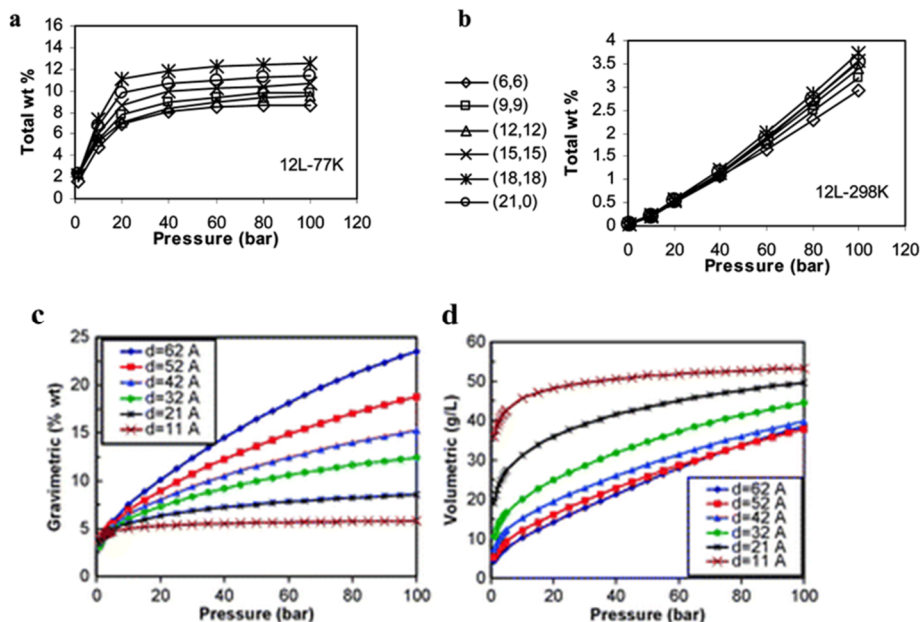 a
Total wt %
16
14
12
10
8
6
4
2
0
0 20 40 60 80 100 120
Pressure (bar)
12L-77K
b
(6,6)
(9,9)
(12,12)
(15,15)
(18,18)
(21,0)
Total wt %
4
3.5
3
2.5
2
1.5
1
0.5
0
0 20 40 60 80 100 120
Pressure (bar)
12L-298K
c
Gravimetric (% wt)
25
20
15
10
5
0
0 20 40 60 80 100
Pressure (bar)
d=62 A
d=52 A
d=42 A
d=32 A
d=21 A
d=11 A
d
Volumetric (g/L)
60
50
40
30
20
10
0
0 20 40 60 80 100
Pressure (bar)
d=62 A
d=52 A
d=42 A
d=32 A
d=21 A
d=11 A